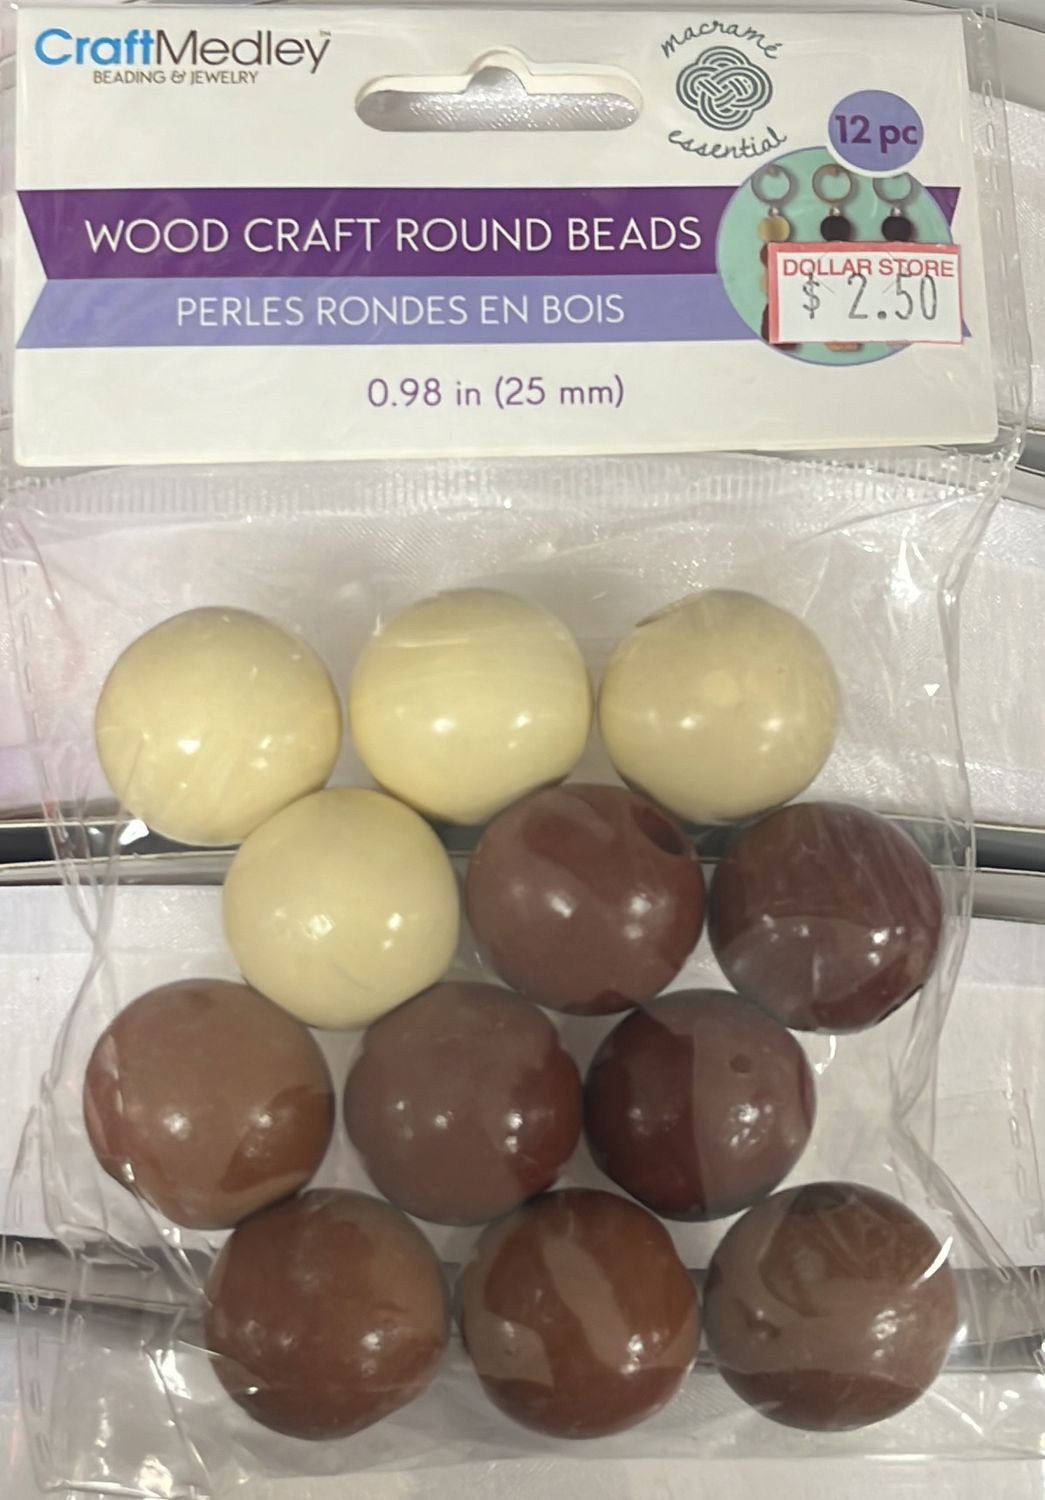 CraftMedley™
BEADING & JEWELRY
macramé
essential
12 pc
WOOD CRAFT ROUND BEADS
PERLES RONDES EN BOIS
DOLLAR STORE
$ 2.50
0.98 in (25 mm)